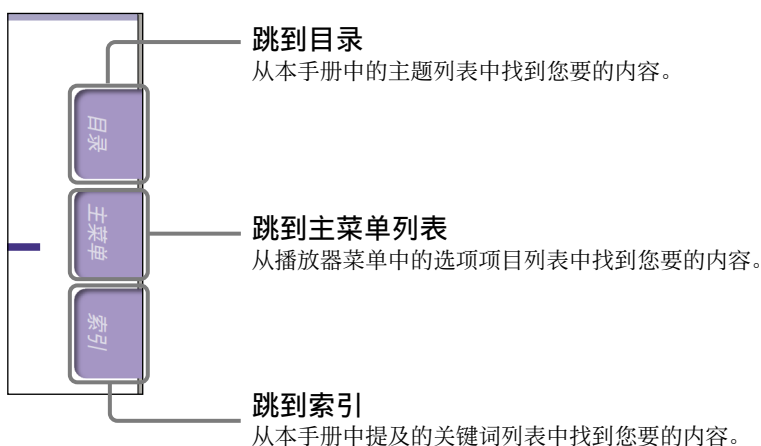 跳到目录
从本手册中的主题列表中找到您要的内容。
目录
跳到主菜单列表
从播放器菜单中的选项项目列表中找到您要的内容。
主菜单
索引
跳到索引
从本手册中提及的关键词列表中找到您要的内容。